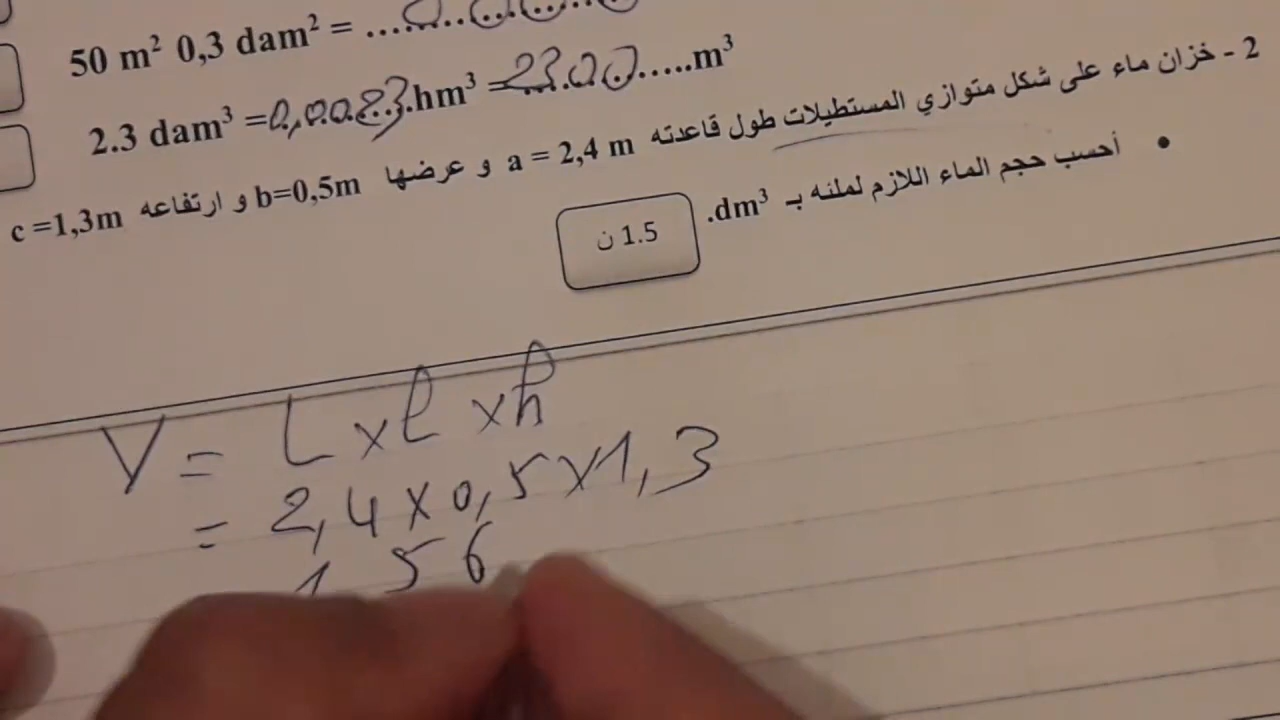 50 m² 0,3 dam² = ...............
2.3 dam³ =0,0023.hm³ =2300.....m³
2 - خزان ماء على شكل متوازي المستطيلات طول قاعدته a = 2,4 m و عرضها b=0,5m و ارتفاعه c =1,3m
• أحسب حجم الماء اللازم لملئه بـ dm³.
1.5 ن
V = L x l x h
= 2,4 x 0,5 x 1,3
1 56